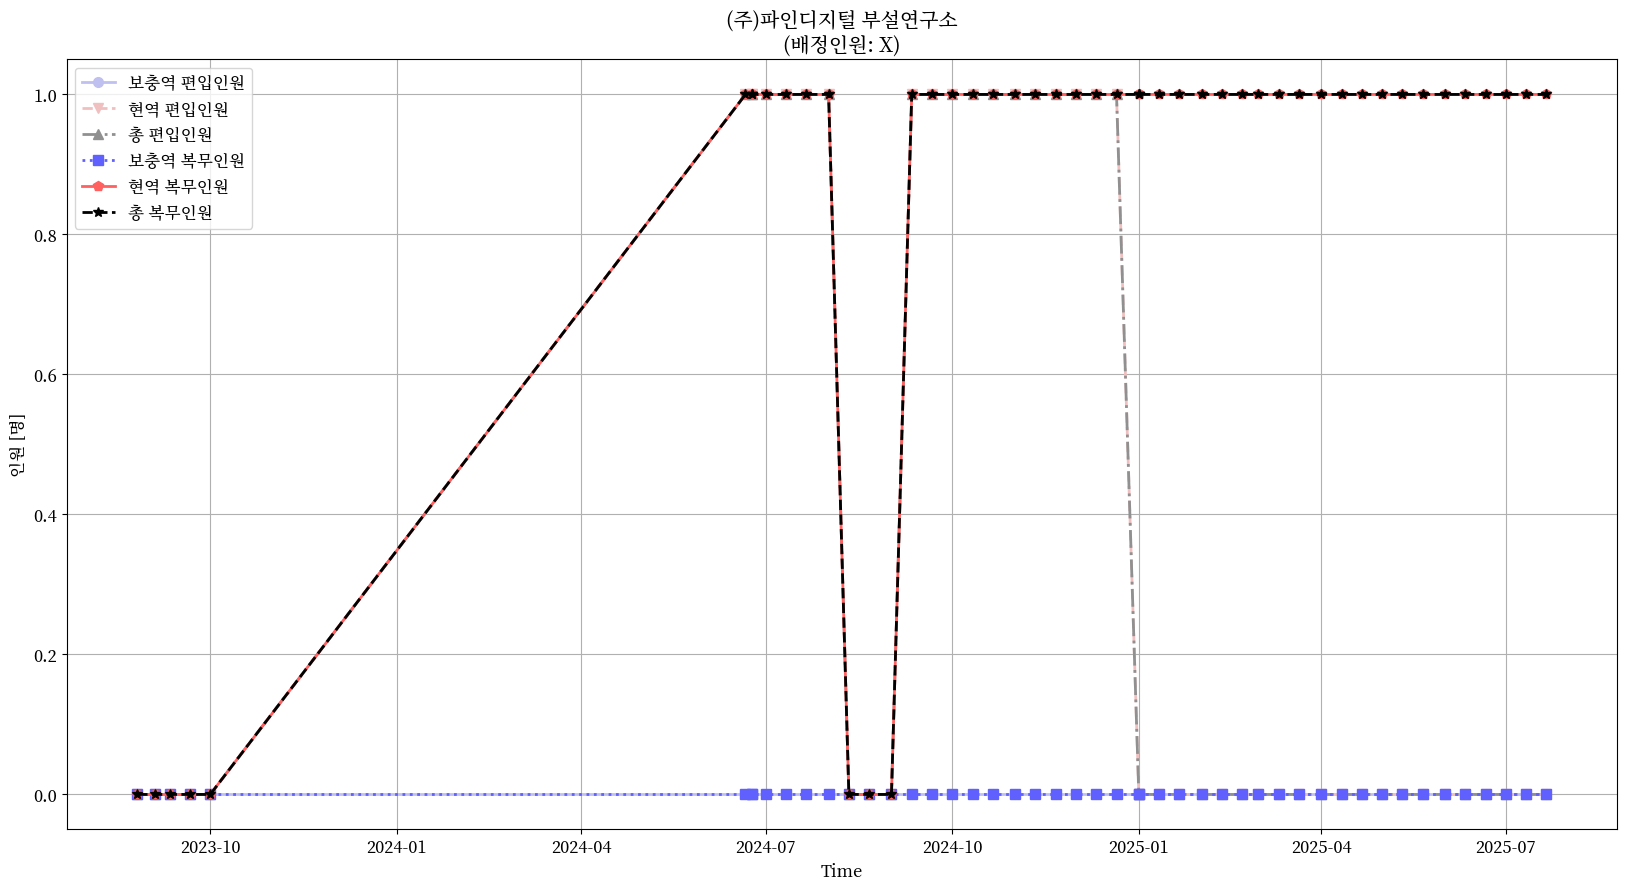 (주)파인디지털 부설연구소
(배정인원: X)
보충역 편입인원
현역 편입인원
총 편입인원
보충역 복무인원
현역 복무인원
총 복무인원
1.0
0.8
0.6
0.4
0.2
0.0
인원 [명]
2023-10
2024-01
2024-04
2024-07
2024-10
2025-01
2025-04
2025-07
Time